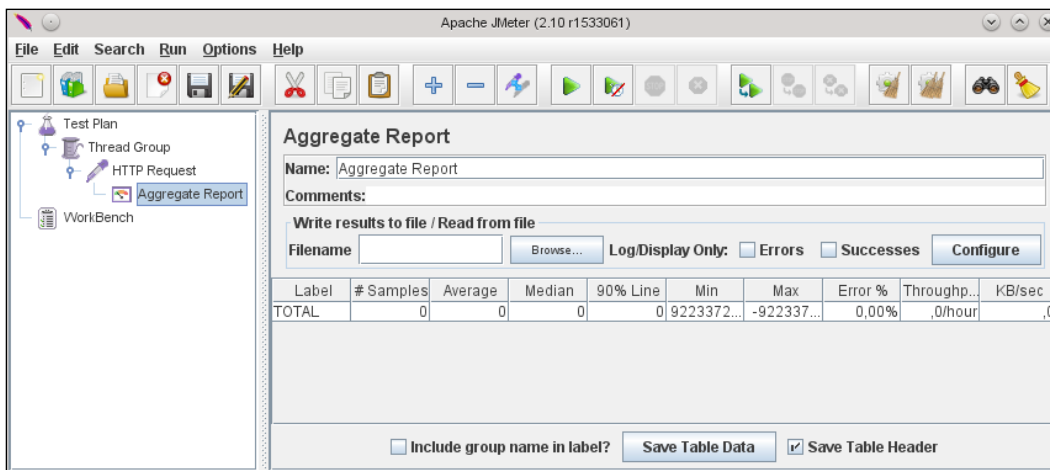 Apache JMeter (2.10 r1533061)
File Edit Search Run Options Help
Test Plan
Thread Group
HTTP Request
Aggregate Report
WorkBench
Aggregate Report
Name: Aggregate Report
Comments:
Write results to file / Read from file
Filename Browse... Log/Display Only: Errors Successes Configure
Label # Samples Average Median 90% Line Min Max Error % Throughp... KB/sec
TOTAL 0 0 0 0 9223372... -922337... 0,00% ,0/hour ,0
Include group name in label? Save Table Data Save Table Header